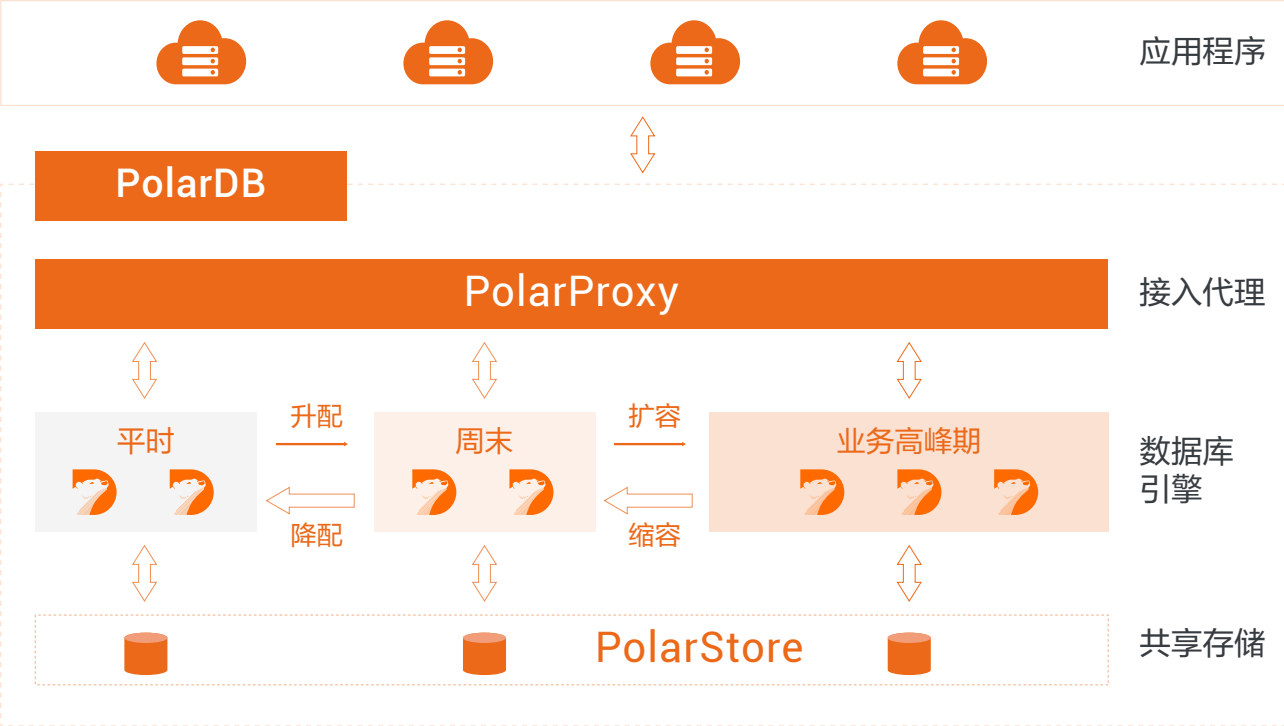 应用程序
PolarDB
PolarProxy
接入代理
平时
升配
降配
周末
扩容
缩容
业务高峰期
数据库
引擎
PolarStore
共享存储